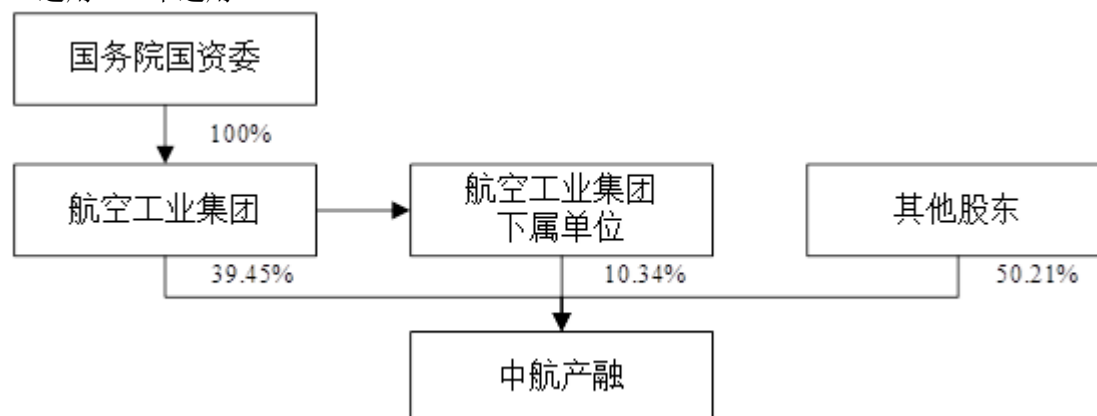 国务院国资委
100%
航空工业集团
航空工业集团
下属单位
其他股东
39.45%
10.34%
50.21%
中航产融